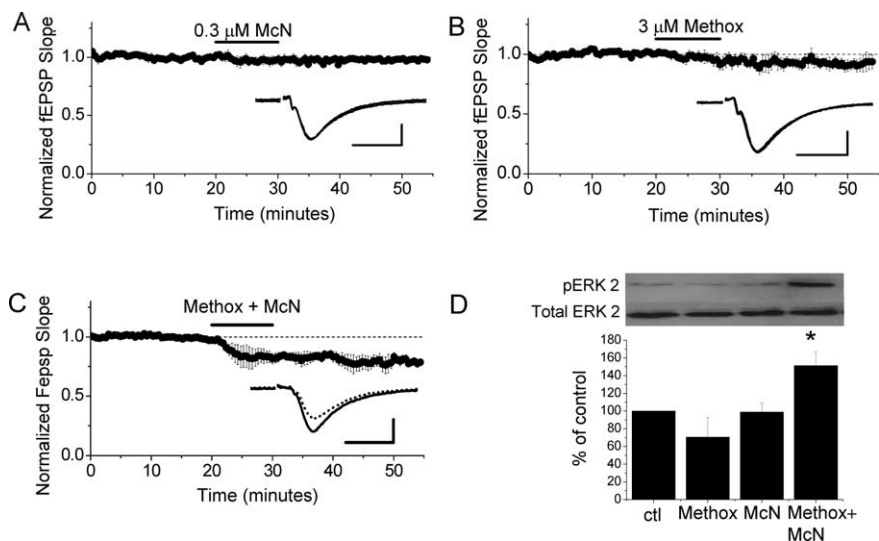 A
0.3 μM McN
Normalized fEPSP Slope
1.0
0.5
0.0
0 10 20 30 40 50
Time (minutes)
B
3 μM Methox
Normalized fEPSP Slope
1.0
0.5
0.0
0 10 20 30 40 50
Time (minutes)
C
Methox + McN
Normalized Fepsp Slope
1.0
0.5
0.0
0 10 20 30 40 50
Time (minutes)
D
pERK 2
Total ERK 2
*
% of control
180
160
140
120
100
80
60
40
20
0
ctl Methox McN Methox+
McN